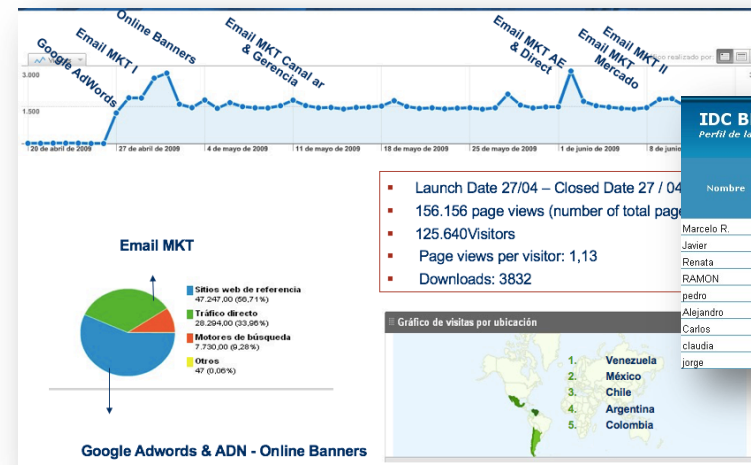 Google AdWords
Email MKT I
Online Banners
Email MKT Canal ar
& Gerencia
Email MKT AE
& Direct
Email MKT
Mercado
Email MKT II
realizado por:
3.000
1.500
20 de abril de 2009
27 de abril de 2009
4 de mayo de 2009
11 de mayo de 2009
18 de mayo de 2009
25 de mayo de 2009
1 de junio de 2009
8 de junio
IDC B
Perfil de la
Nombre
Marcelo R.
Javier
Renata
RAMON
pedro
Alejandro
Carlos
claudia
jorge
Launch Date 27/04 – Closed Date 27 / 04
156.156 page views (number of total page
125.640Visitors
Page views per visitor: 1,13
Downloads: 3832
Email MKT
Sitios web de referencia
47.247,00 (56,71%)
Tráfico directo
28.294,00 (33,96%)
Motores de búsqueda
7.730,00 (9,28%)
Otros
47 (0,06%)
Google Adwords & ADN - Online Banners
Gráfico de visitas por ubicación
1. Venezuela
2. México
3. Chile
4. Argentina
5. Colombia